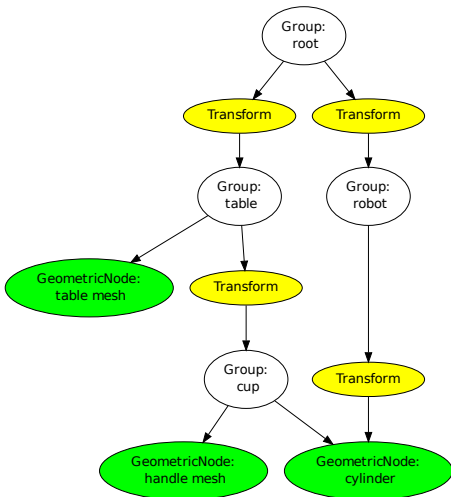 Group:
root
Transform
Transform
Group:
table
Group:
robot
GeometricNode:
table mesh
Transform
Group:
cup
Transform
GeometricNode:
handle mesh
GeometricNode:
cylinder